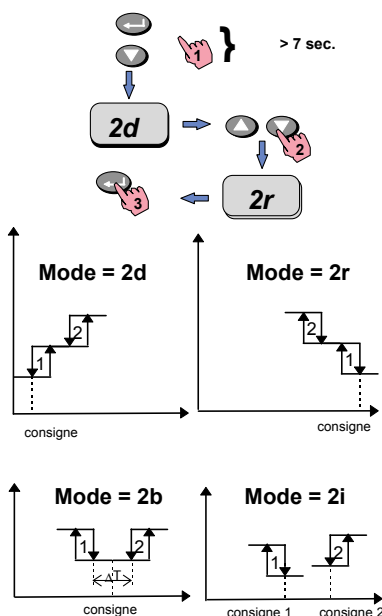 1
} > 7 sec.
2d
2
3
2r
Mode = 2d
2
1
consigne
Mode = 2r
2
1
consigne
Mode = 2b
1
2
ΔT
consigne
Mode = 2i
1
2
consigne 1
consigne 2